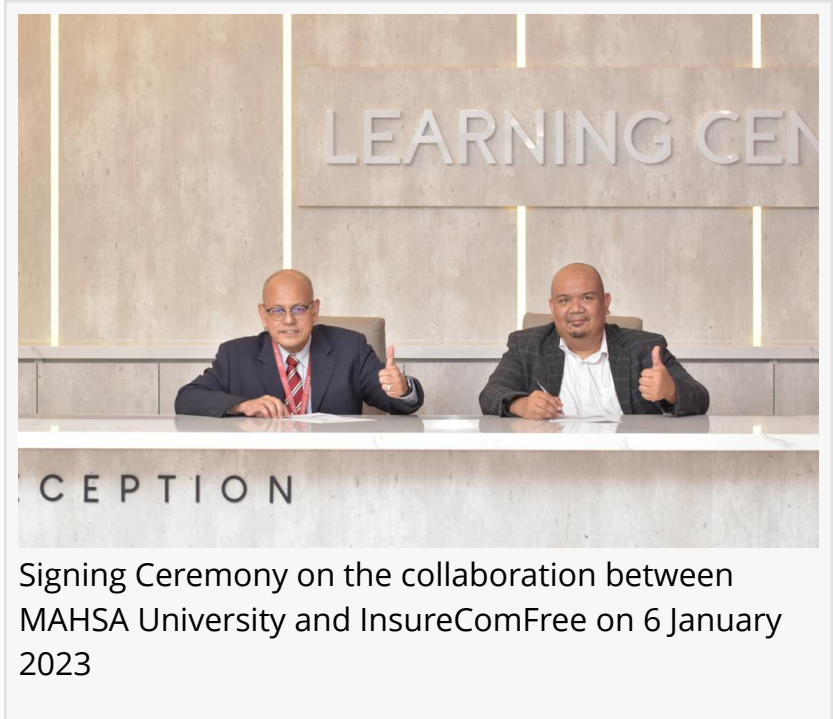 LEARNING CEN
CEPTION
Signing Ceremony on the collaboration between
MAHSA University and InsureComFree on 6 January
2023